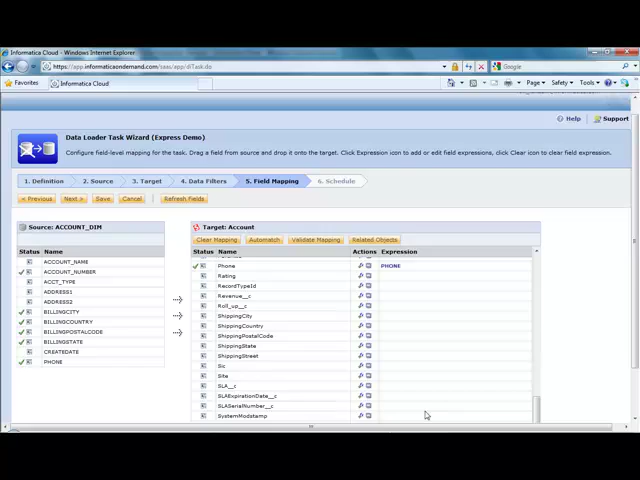 Informatica Cloud - Windows Internet Explorer
https://app.informaticaondemand.com/saas/app/diTask.do
Google
Favorites
Informatica Cloud
Page
Safety
Tools
Help
Support
Data Loader Task Wizard (Express Demo)
Configure field-level mapping for the task. Drag a field from source and drop it onto the target. Click Expression icon to add or edit field expressions, click Clear icon to clear field expression.
1. Definition
2. Source
3. Target
4. Data Filters
5. Field Mapping
6. Schedule
< Previous
Next >
Save
Cancel
Refresh Fields
Source: ACCOUNT_DIM
Target: Account
Clear Mapping
Automatch
Validate Mapping
Related Objects
Status Name
Status Name Actions Expression
ACCOUNT_NAME
Phone PHONE
ACCOUNT_NUMBER
Rating
ACCT_TYPE
RecordTypeId
ADDRESS1
Revenue__c
ADDRESS2
Roll_up__c
BILLINGCITY
ShippingCity
BILLINGCOUNTRY
ShippingCountry
BILLINGPOSTALCODE
ShippingPostalCode
BILLINGSTATE
ShippingState
CREATEDATE
ShippingStreet
PHONE
Sic
Site
SLA__c
SLAExpirationDate__c
SLASerialNumber__c
SystemModstamp